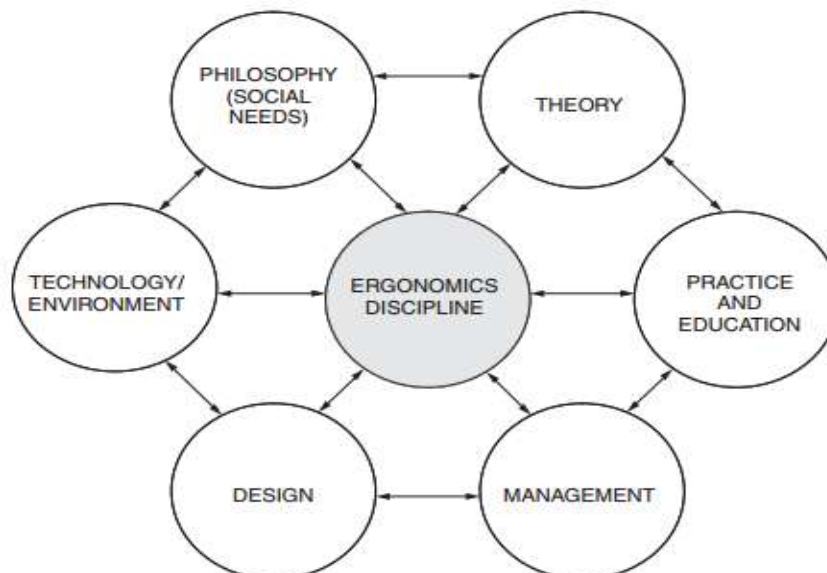 PHILOSOPHY
(SOCIAL
NEEDS)
THEORY
TECHNOLOGY/
ENVIRONMENT
ERGONOMICS
DISCIPLINE
PRACTICE
AND
EDUCATION
DESIGN
MANAGEMENT